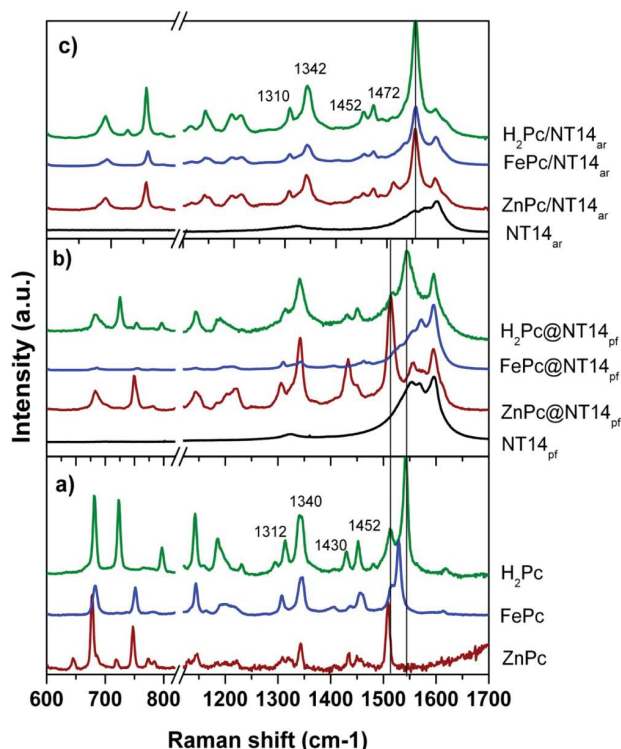 c)
1342
1310
1472
1452
H₂Pc/NT14ar
FePc/NT14ar
ZnPc/NT14ar
NT14ar
b)
H₂Pc@NT14pf
FePc@NT14pf
ZnPc@NT14pf
NT14pf
a)
1340
1312
1452
1430
H₂Pc
FePc
ZnPc
Intensity (a.u.)
600 700 800 1200 1300 1400 1500 1600 1700
Raman shift (cm-1)